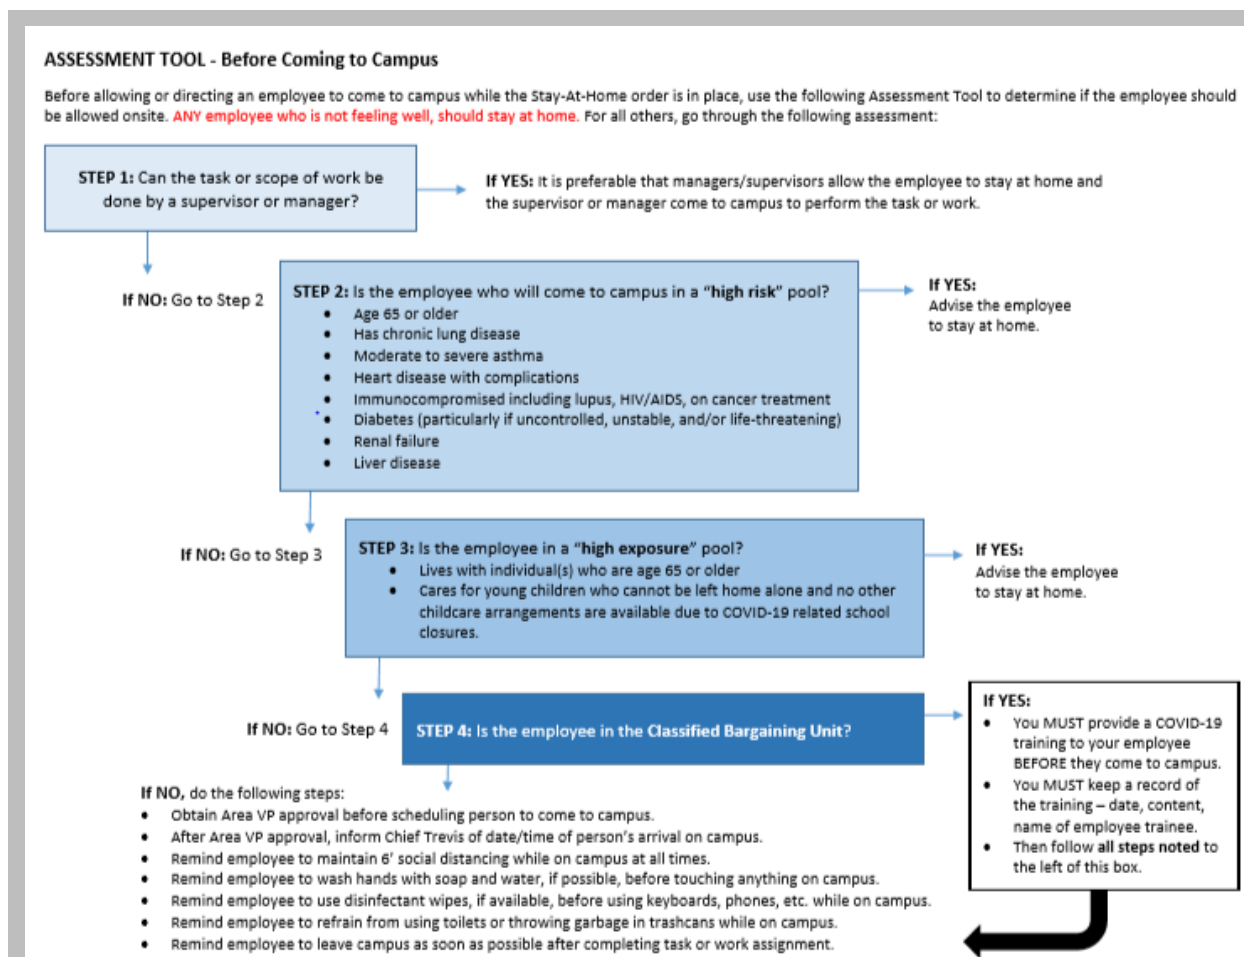 ASSESSMENT TOOL - Before Coming to Campus
Before allowing or directing an employee to come to campus while the Stay-At-Home order is in place, use the following Assessment Tool to determine if the employee should
be allowed onsite. ANY employee who is not feeling well, should stay at home. For all others, go through the following assessment:
STEP 1: Can the task or scope of work be
done by a supervisor or manager?
If YES: It is preferable that managers/supervisors allow the employee to stay at home and
the supervisor or manager come to campus to perform the task or work.
If NO: Go to Step 2
STEP 2: Is the employee who will come to campus in a “high risk” pool?
• Age 65 or older
• Has chronic lung disease
• Moderate to severe asthma
• Heart disease with complications
• Immunocompromised including lupus, HIV/AIDS, on cancer treatment
• Diabetes (particularly if uncontrolled, unstable, and/or life-threatening)
• Renal failure
• Liver disease
If YES:
Advise the employee
to stay at home.
If NO: Go to Step 3
STEP 3: Is the employee in a “high exposure” pool?
• Lives with individual(s) who are age 65 or older
• Cares for young children who cannot be left home alone and no other
childcare arrangements are available due to COVID-19 related school
closures.
If YES:
Advise the employee
to stay at home.
If NO: Go to Step 4
STEP 4: Is the employee in the Classified Bargaining Unit?
If YES:
• You MUST provide a COVID-19
training to your employee
BEFORE they come to campus.
• You MUST keep a record of
the training – date, content,
name of employee trainee.
• Then follow all steps noted to
the left of this box.
If NO, do the following steps:
• Obtain Area VP approval before scheduling person to come to campus.
• After Area VP approval, inform Chief Trevis of date/time of person’s arrival on campus.
• Remind employee to maintain 6’ social distancing while on campus at all times.
• Remind employee to wash hands with soap and water, if possible, before touching anything on campus.
• Remind employee to use disinfectant wipes, if available, before using keyboards, phones, etc. while on campus.
• Remind employee to refrain from using toilets or throwing garbage in trashcans while on campus.
• Remind employee to leave campus as soon as possible after completing task or work assignment.